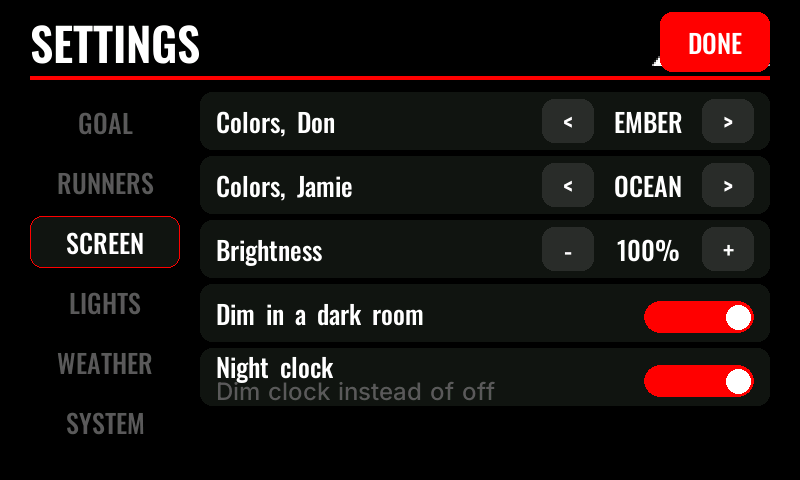 SETTINGS
DONE
GOAL
RUNNERS
SCREEN
LIGHTS
WEATHER
SYSTEM
Colors, Don < EMBER >
Colors, Jamie < OCEAN >
Brightness - 100% +
Dim in a dark room
Night clock
Dim clock instead of off